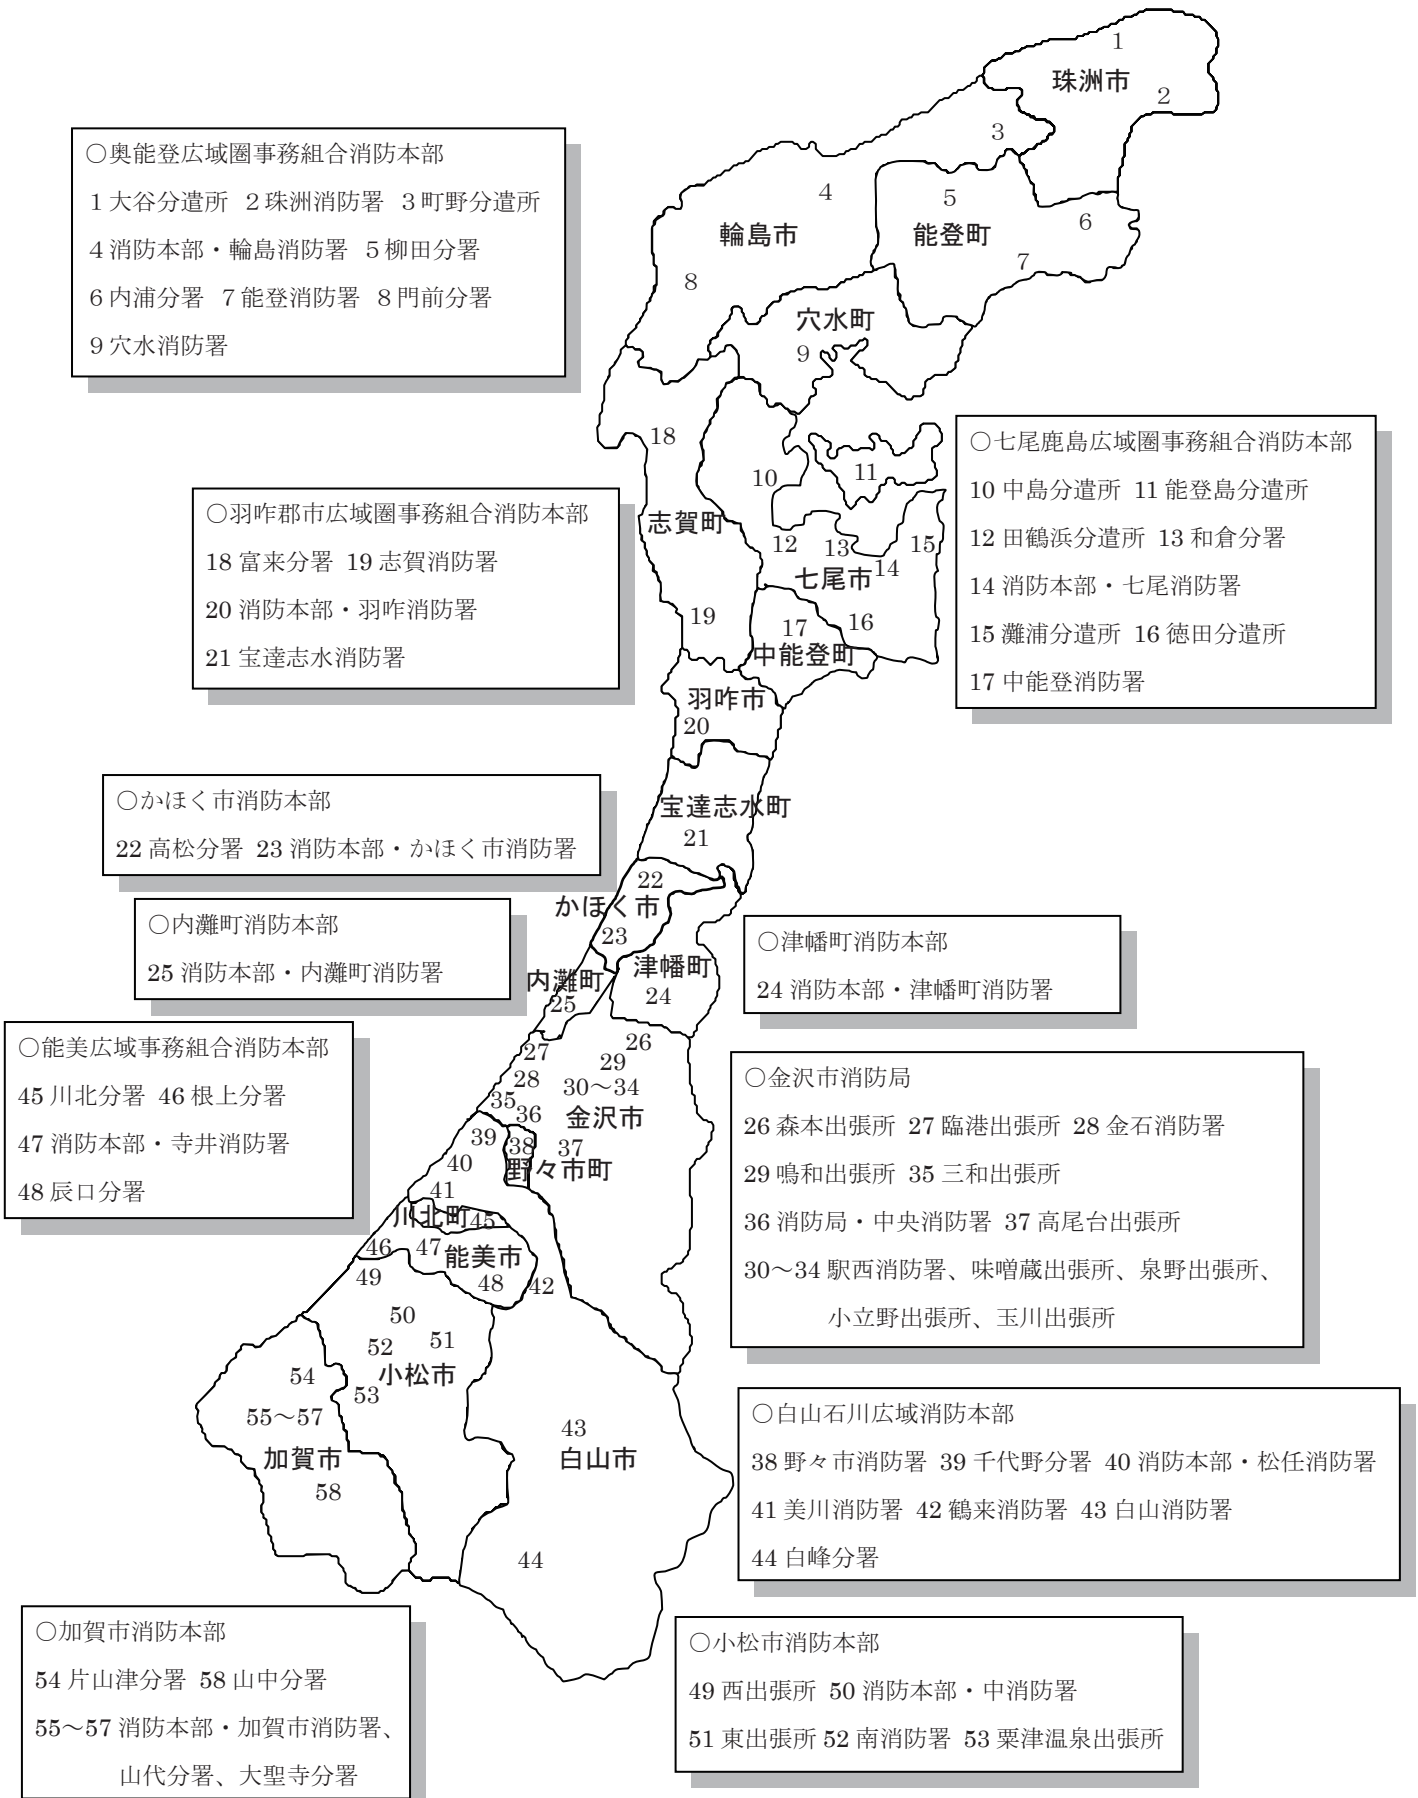 1
珠洲市
2
3
○奥能登広域圏事務組合消防本部
1 大谷分遣所 2 珠洲消防署 3 町野分遣所
4 消防本部・輪島消防署 5 柳田分署
6 内浦分署 7 能登消防署 8 門前分署
9 穴水消防署
4
5
6
輪島市
能登町
7
8
穴水町
9
18
10
11
○七尾鹿島広域圏事務組合消防本部
10 中島分遣所 11 能登島分遣所
12 田鶴浜分遣所 13 和倉分署
14 消防本部・七尾消防署
15 灘浦分遣所 16 徳田分遣所
17 中能登消防署
○羽咋郡市広域圏事務組合消防本部
18 富来分署 19 志賀消防署
20 消防本部・羽咋消防署
21 宝達志水消防署
志賀町
12
13
15
七尾市
14
19
17
16
中能登町
羽咋市
20
○かほく市消防本部
22 高松分署 23 消防本部・かほく市消防署
宝達志水町
21
22
かほく市
23
○内灘町消防本部
25 消防本部・内灘町消防署
○津幡町消防本部
24 消防本部・津幡町消防署
津幡町
内灘町
24
25
○能美広域事務組合消防本部
45 川北分署 46 根上分署
47 消防本部・寺井消防署
48 辰口分署
26
27
29
28
30～34
35
36
金沢市
39
38
37
40
野々市町
41
川北町
45
46
47
能美市
49
48
42
○金沢市消防局
26 森本出張所 27 臨港出張所 28 金石消防署
29 鳴和出張所 35 三和出張所
36 消防局・中央消防署 37 高尾台出張所
30～34 駅西消防署、味噌蔵出張所、泉野出張所、
小立野出張所、玉川出張所
50
51
52
小松市
54
53
55～57
43
加賀市
白山市
58
44
○白山石川広域消防本部
38 野々市消防署 39 千代野分署 40 消防本部・松任消防署
41 美川消防署 42 鶴来消防署 43 白山消防署
44 白峰分署
○加賀市消防本部
54 片山津分署 58 山中分署
55～57 消防本部・加賀市消防署、
山代分署、大聖寺分署
○小松市消防本部
49 西出張所 50 消防本部・中消防署
51 東出張所 52 南消防署 53 粟津温泉出張所